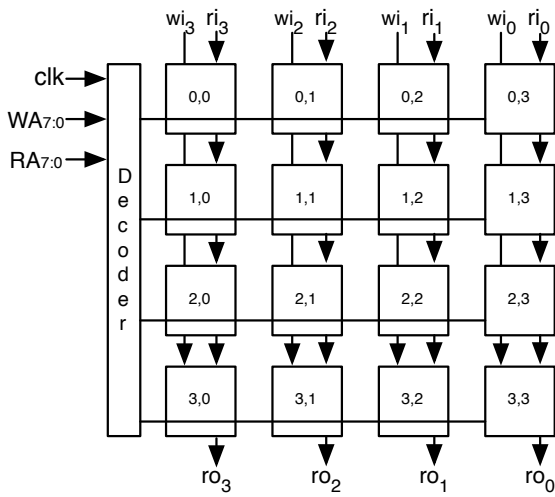 wi3 ri3 wi2 ri2 wi1 ri1 wi0 ri0
clk
WA7:0
RA7:0
Decoder
0,0 0,1 0,2 0,3
1,0 1,1 1,2 1,3
2,0 2,1 2,2 2,3
3,0 3,1 3,2 3,3
ro3 ro2 ro1 ro0